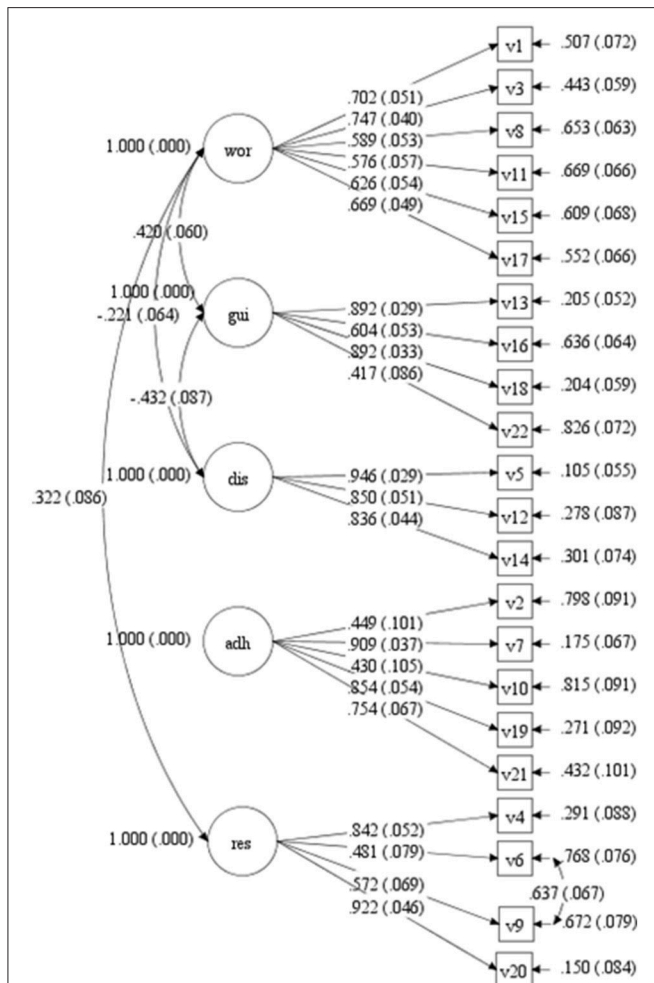 v1 .507 (.072)
.702 (.051)
v3 .443 (.059)
.747 (.040)
1.000 (.000) wor
.589 (.053)
v8 .653 (.063)
.576 (.057)
v11 .669 (.066)
.626 (.054)
v15 .609 (.068)
.669 (.049)
v17 .552 (.066)
.420 (.060)
1.000 (.000) gui
-.221 (.064)
.892 (.029)
v13 .205 (.052)
.604 (.053)
v16 .636 (.064)
.892 (.033)
v18 .204 (.059)
.417 (.086)
v22 .826 (.072)
-.432 (.087)
1.000 (.000) dis
.946 (.029)
v5 .105 (.055)
.850 (.051)
v12 .278 (.087)
.836 (.044)
v14 .301 (.074)
.322 (.086)
1.000 (.000) adh
.449 (.101)
v2 .798 (.091)
.909 (.037)
v7 .175 (.067)
.430 (.105)
v10 .815 (.091)
.854 (.054)
v19 .271 (.092)
.754 (.067)
v21 .432 (.101)
1.000 (.000) res
.842 (.052)
v4 .291 (.088)
.481 (.079)
v6 .768 (.076)
.572 (.069)
.637 (.067)
v9 .672 (.079)
.922 (.046)
v20 .150 (.084)